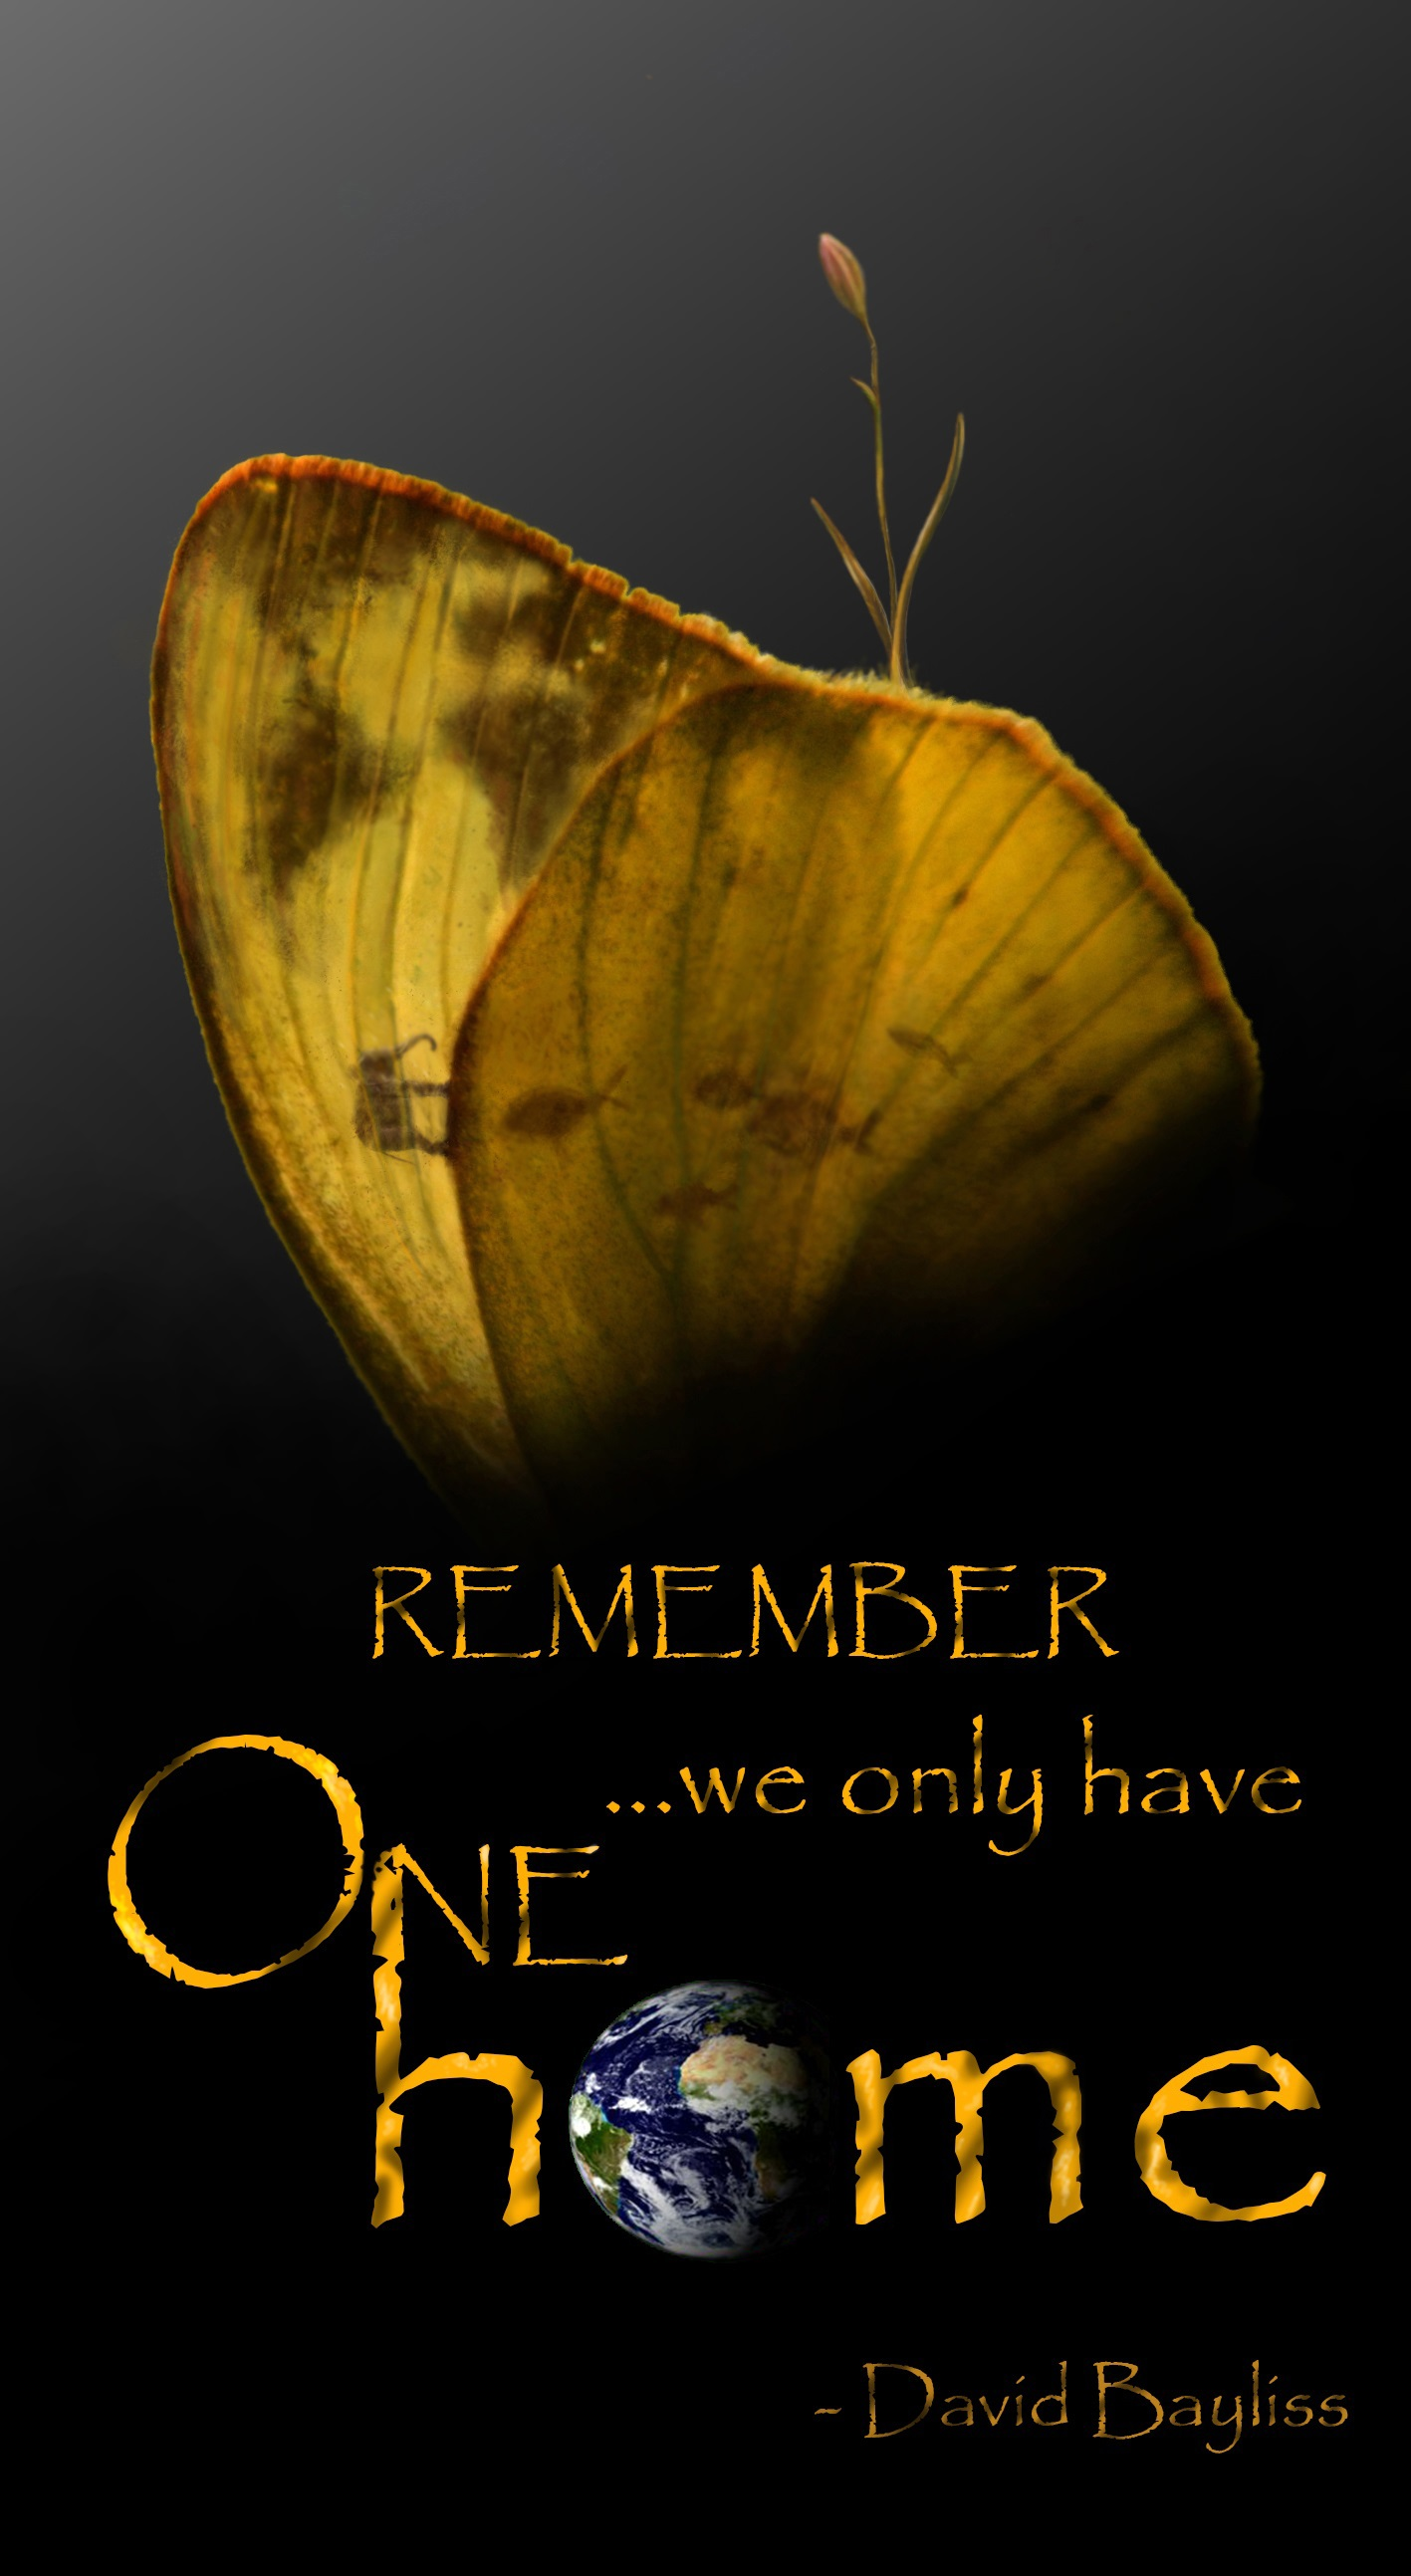 REMEMBER
...we only have
ONE
home
- David Bayliss